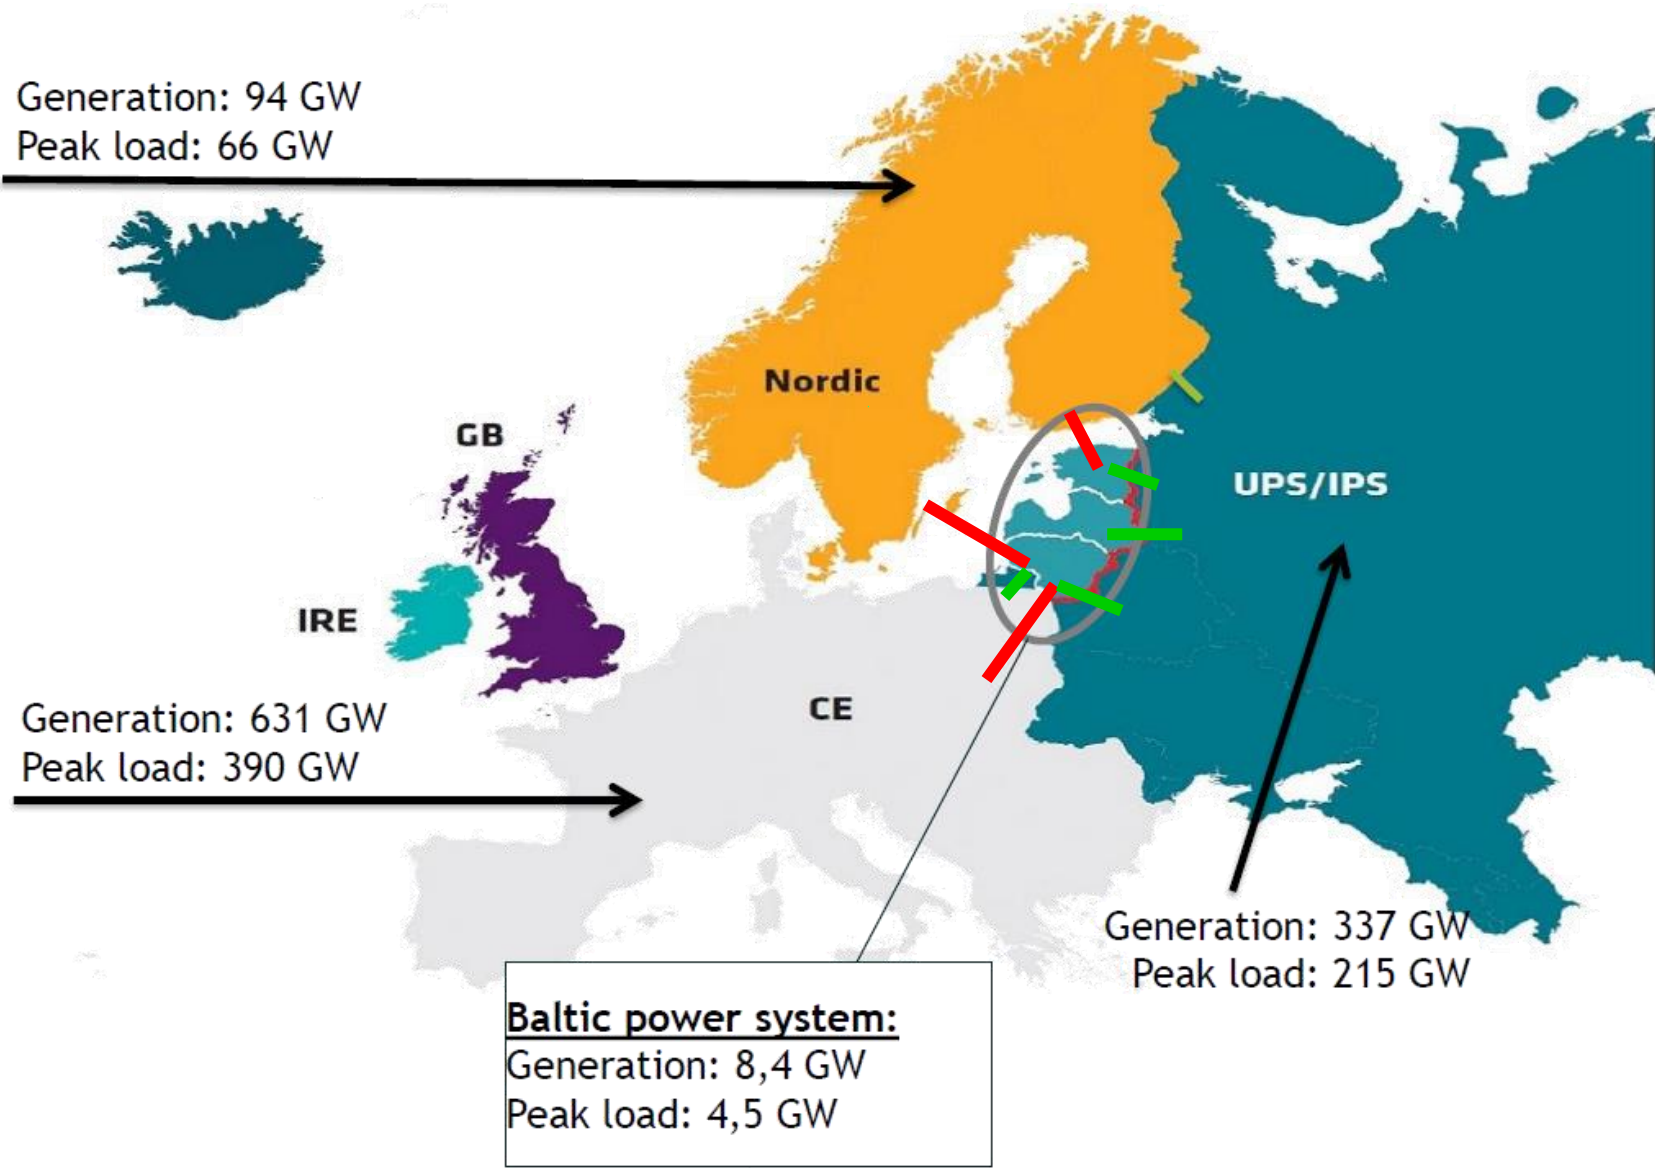 Generation: 94 GW
Peak load: 66 GW
Nordic
GB
UPS/IPS
IRE
CE
Generation: 631 GW
Peak load: 390 GW
Generation: 337 GW
Peak load: 215 GW
Baltic power system:
Generation: 8,4 GW
Peak load: 4,5 GW